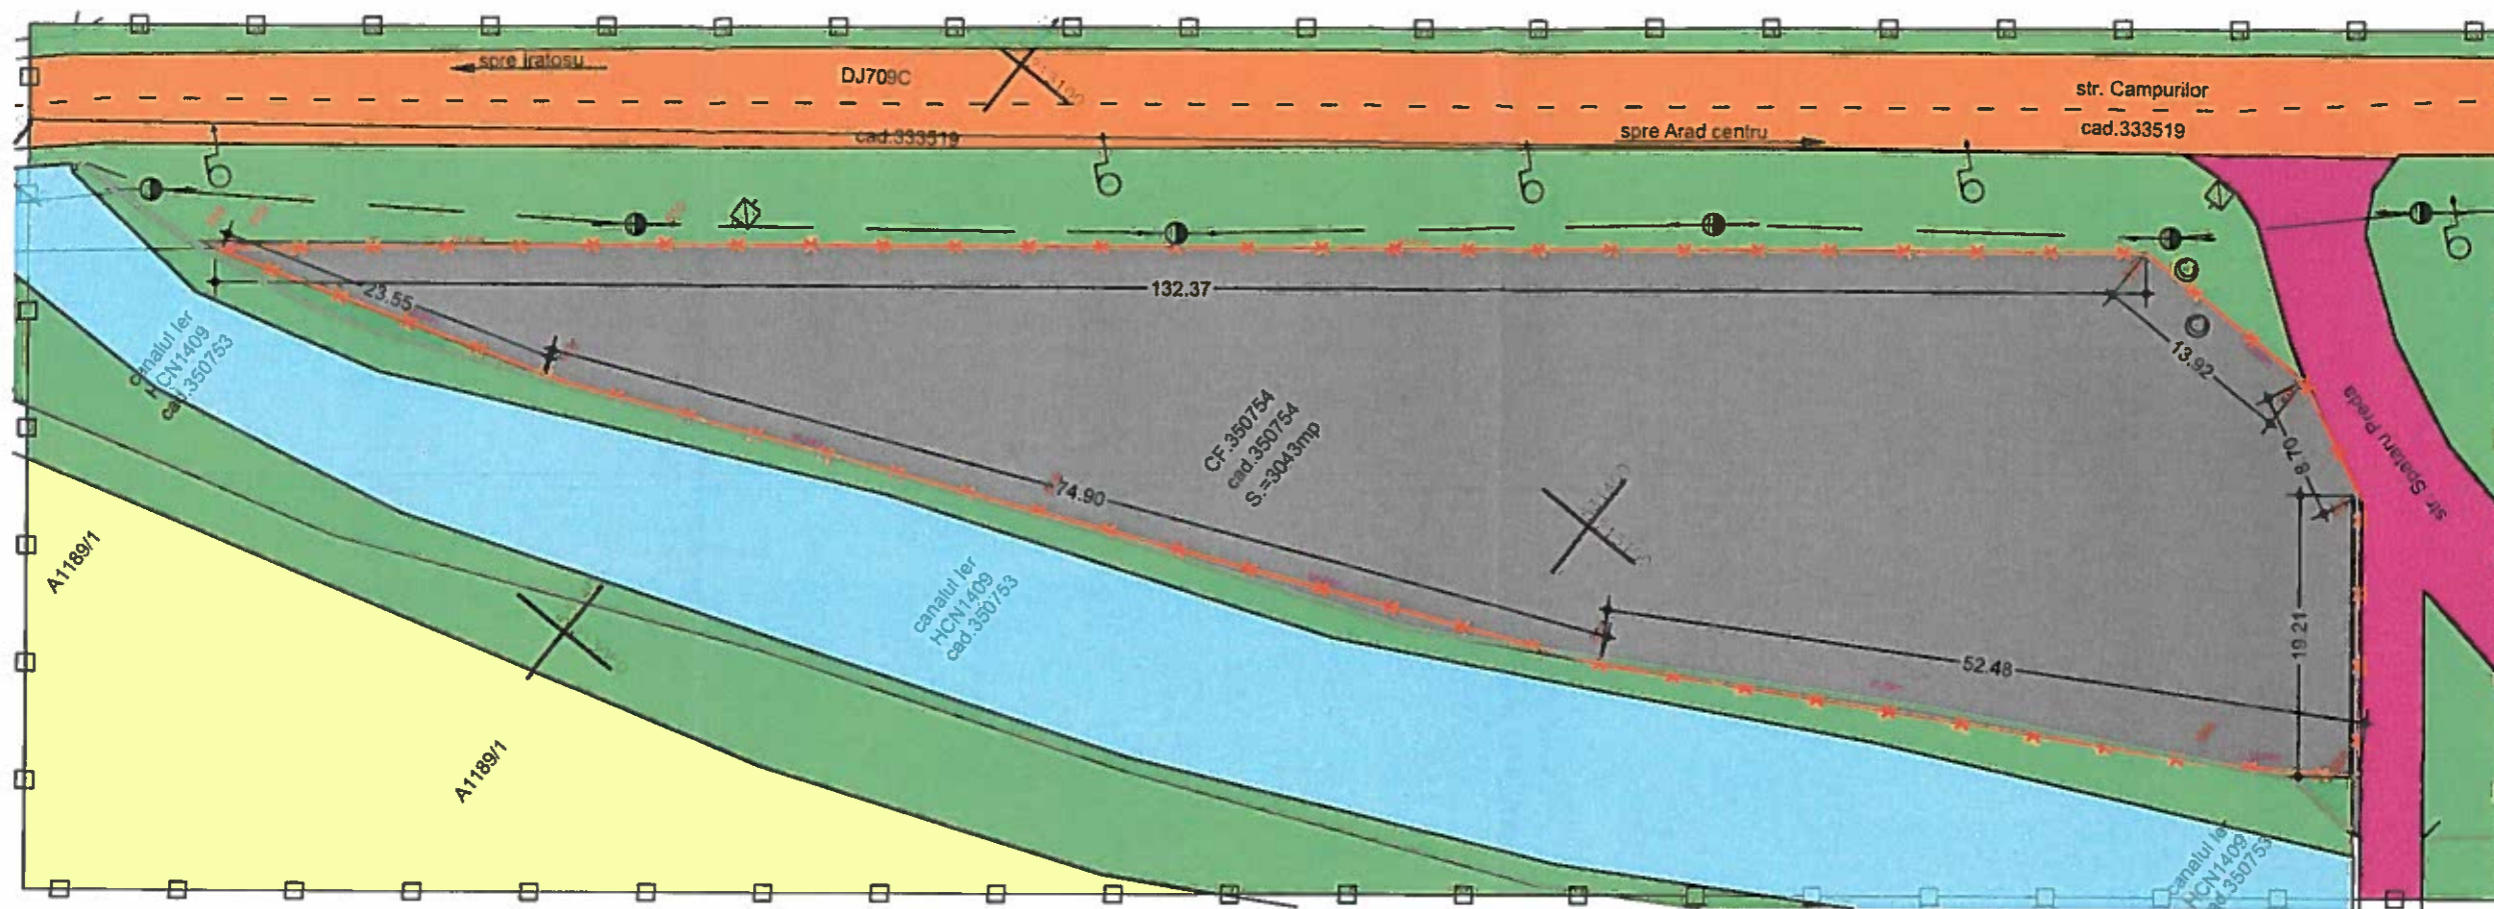 spre Iratosu
DJ709C
str. Campurilor
cad.333519
spre Arad centru
cad.333519
132.37
23.55
13.92
8.70
74.90
19.21
52.48
CF.350754
cad.350754
S.=3043mp
canalul Ier
HCN1409
cad.350753
canalul Ier
HCN1409
cad.350753
canalul Ier
HCN1409
cad.350753
str. Spataru Preda
A1189/1
A1189/1